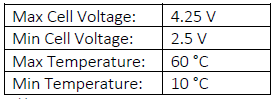 Max Cell Voltage: 4.25 V
Min Cell Voltage: 2.5 V
Max Temperature: 60 °C
Min Temperature: 10 °C